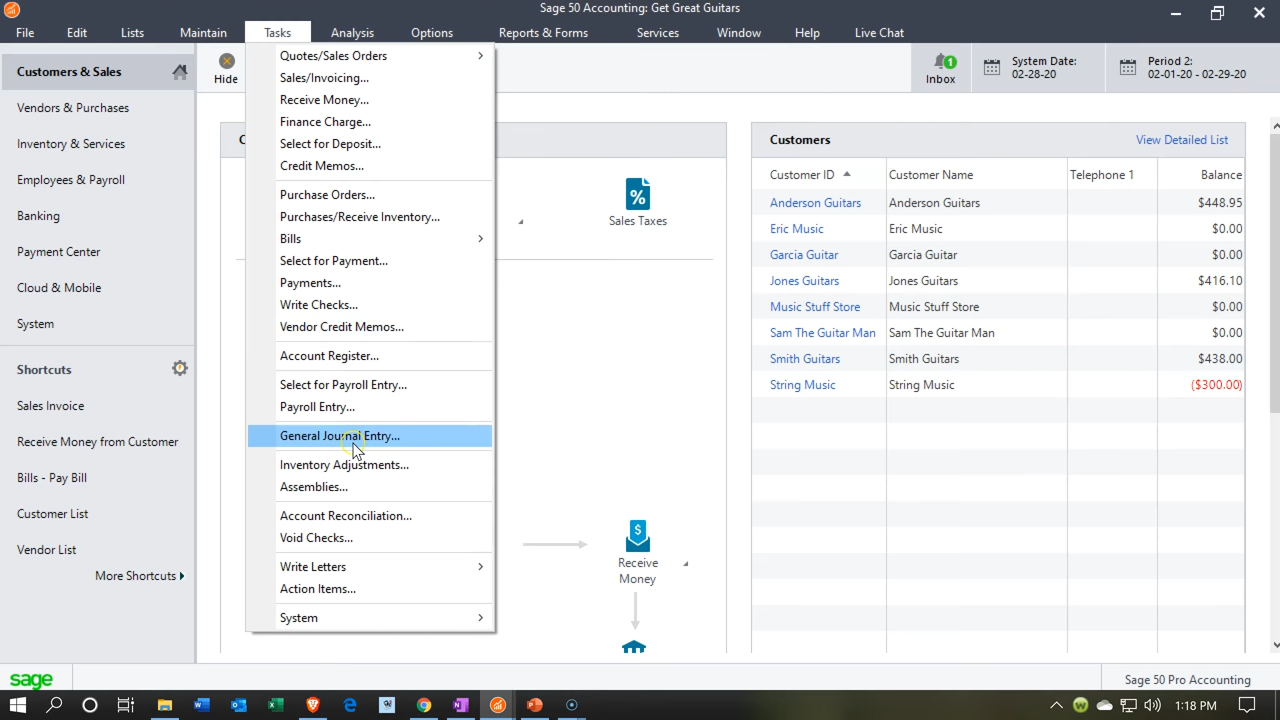 Sage 50 Accounting: Get Great Guitars
File Edit Lists Maintain Tasks Analysis Options Reports & Forms Services Window Help Live Chat
Customers & Sales
Vendors & Purchases
Inventory & Services
Employees & Payroll
Banking
Payment Center
Cloud & Mobile
System
Shortcuts
Sales Invoice
Receive Money from Customer
Bills - Pay Bill
Customer List
Vendor List
More Shortcuts
Hide
Quotes/Sales Orders
Sales/Invoicing...
Receive Money...
Finance Charge...
Select for Deposit...
Credit Memos...
Purchase Orders...
Purchases/Receive Inventory...
Bills
Select for Payment...
Payments...
Write Checks...
Vendor Credit Memos...
Account Register...
Select for Payroll Entry...
Payroll Entry...
General Journal Entry...
Inventory Adjustments...
Assemblies...
Account Reconciliation...
Void Checks...
Write Letters
Action Items...
System
Sales Taxes
Receive
Money
1
Inbox
System Date:
02-28-20
Period 2:
02-01-20 - 02-29-20
Customers View Detailed List
Customer ID Customer Name Telephone 1 Balance
Anderson Guitars Anderson Guitars $448.95
Eric Music Eric Music $0.00
Garcia Guitar Garcia Guitar $0.00
Jones Guitars Jones Guitars $416.10
Music Stuff Store Music Stuff Store $0.00
Sam The Guitar Man Sam The Guitar Man $0.00
Smith Guitars Smith Guitars $438.00
String Music String Music ($300.00)
sage
Sage 50 Pro Accounting
1:18 PM